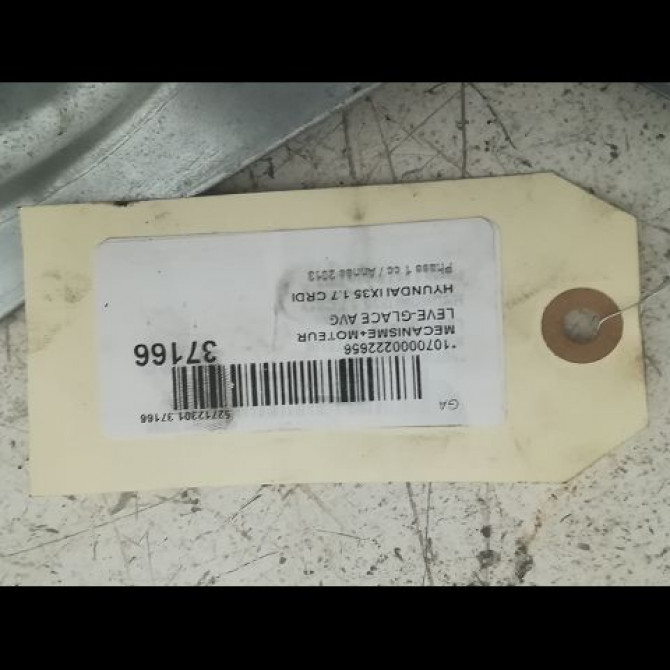 GA
52712301 37166
*1070000222656
37166
MECANISME+MOTEUR
LEVE-GLACE AVG
HYUNDAI IX35 1.7 CRDI
Phase 1 cc / Année 2013